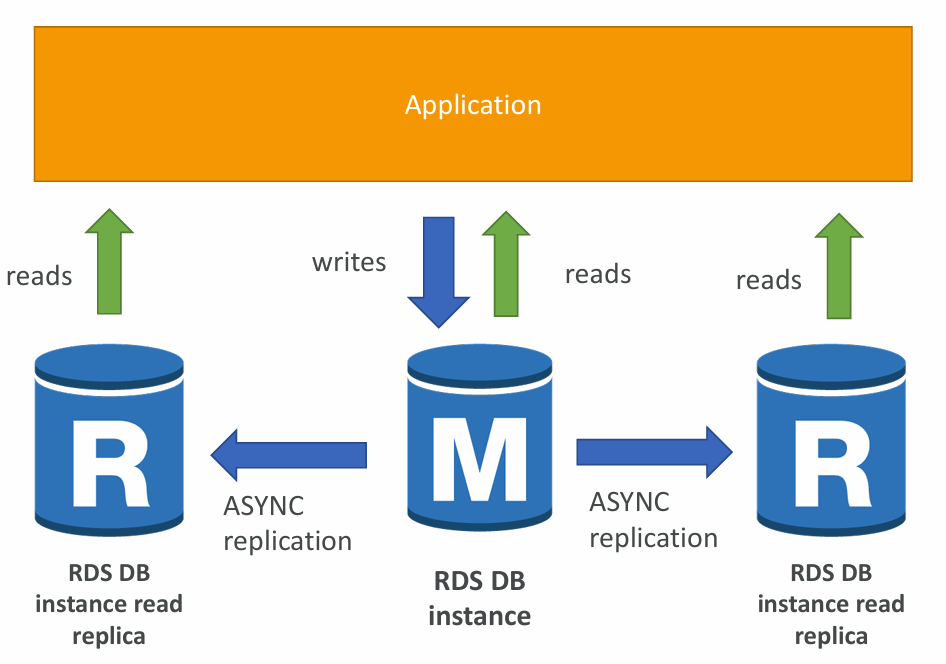 Application
reads
writes
reads
reads
R
M
R
ASYNC
replication
ASYNC
replication
RDS DB
instance read
replica
RDS DB
instance
RDS DB
instance read
replica